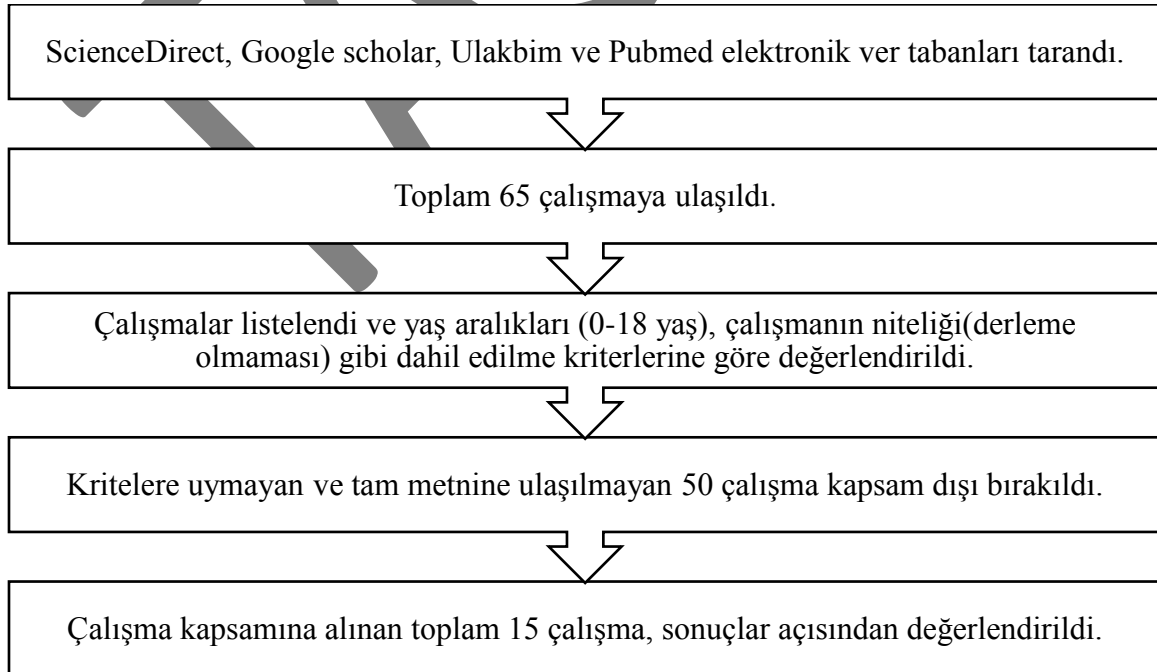 ScienceDirect, Google scholar, Ulakbim ve Pubmed elektronik ver tabanları tarandı.
Toplam 65 çalışmaya ulaşıldı.
Çalışmalar listelendi ve yaş aralıkları (0-18 yaş), çalışmanın niteliği(derleme
olmaması) gibi dahil edilme kriterlerine göre değerlendirildi.
Kritelere uymayan ve tam metnine ulaşılmayan 50 çalışma kapsam dışı bırakıldı.
Çalışma kapsamına alınan toplam 15 çalışma, sonuçlar açısından değerlendirildi.